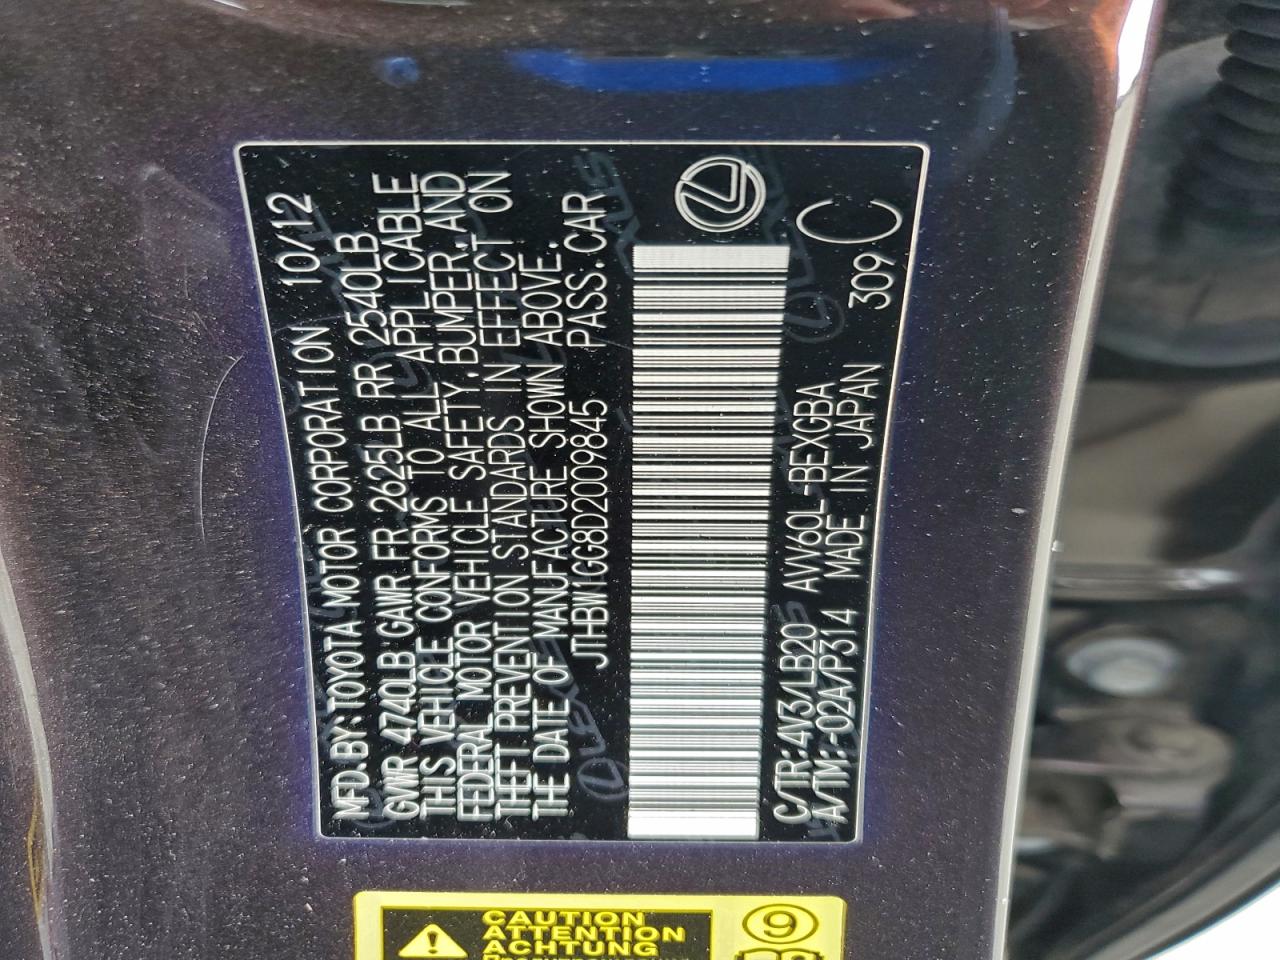 MFD.BY:TOYOTA MOTOR CORPORATION 10/12
GVWR 4740LB GAWR FR 2625LB RR 2540LB
THIS VEHICLE CONFORMS TO ALL APPLICABLE
FEDERAL MOTOR VEHICLE SAFETY,BUMPER,AND
THEFT PREVENTION STANDARDS IN EFFECT ON
THE DATE OF MANUFACTURE SHOWN ABOVE.
JTHBW1GG8D2009845 PASS.CAR
C/TR:4V3/LB20 AVV60L-BEXGBA
A/TM:-02A/P314 MADE IN JAPAN 309 C
CAUTION
ATTENTION
ACHTUNG
9